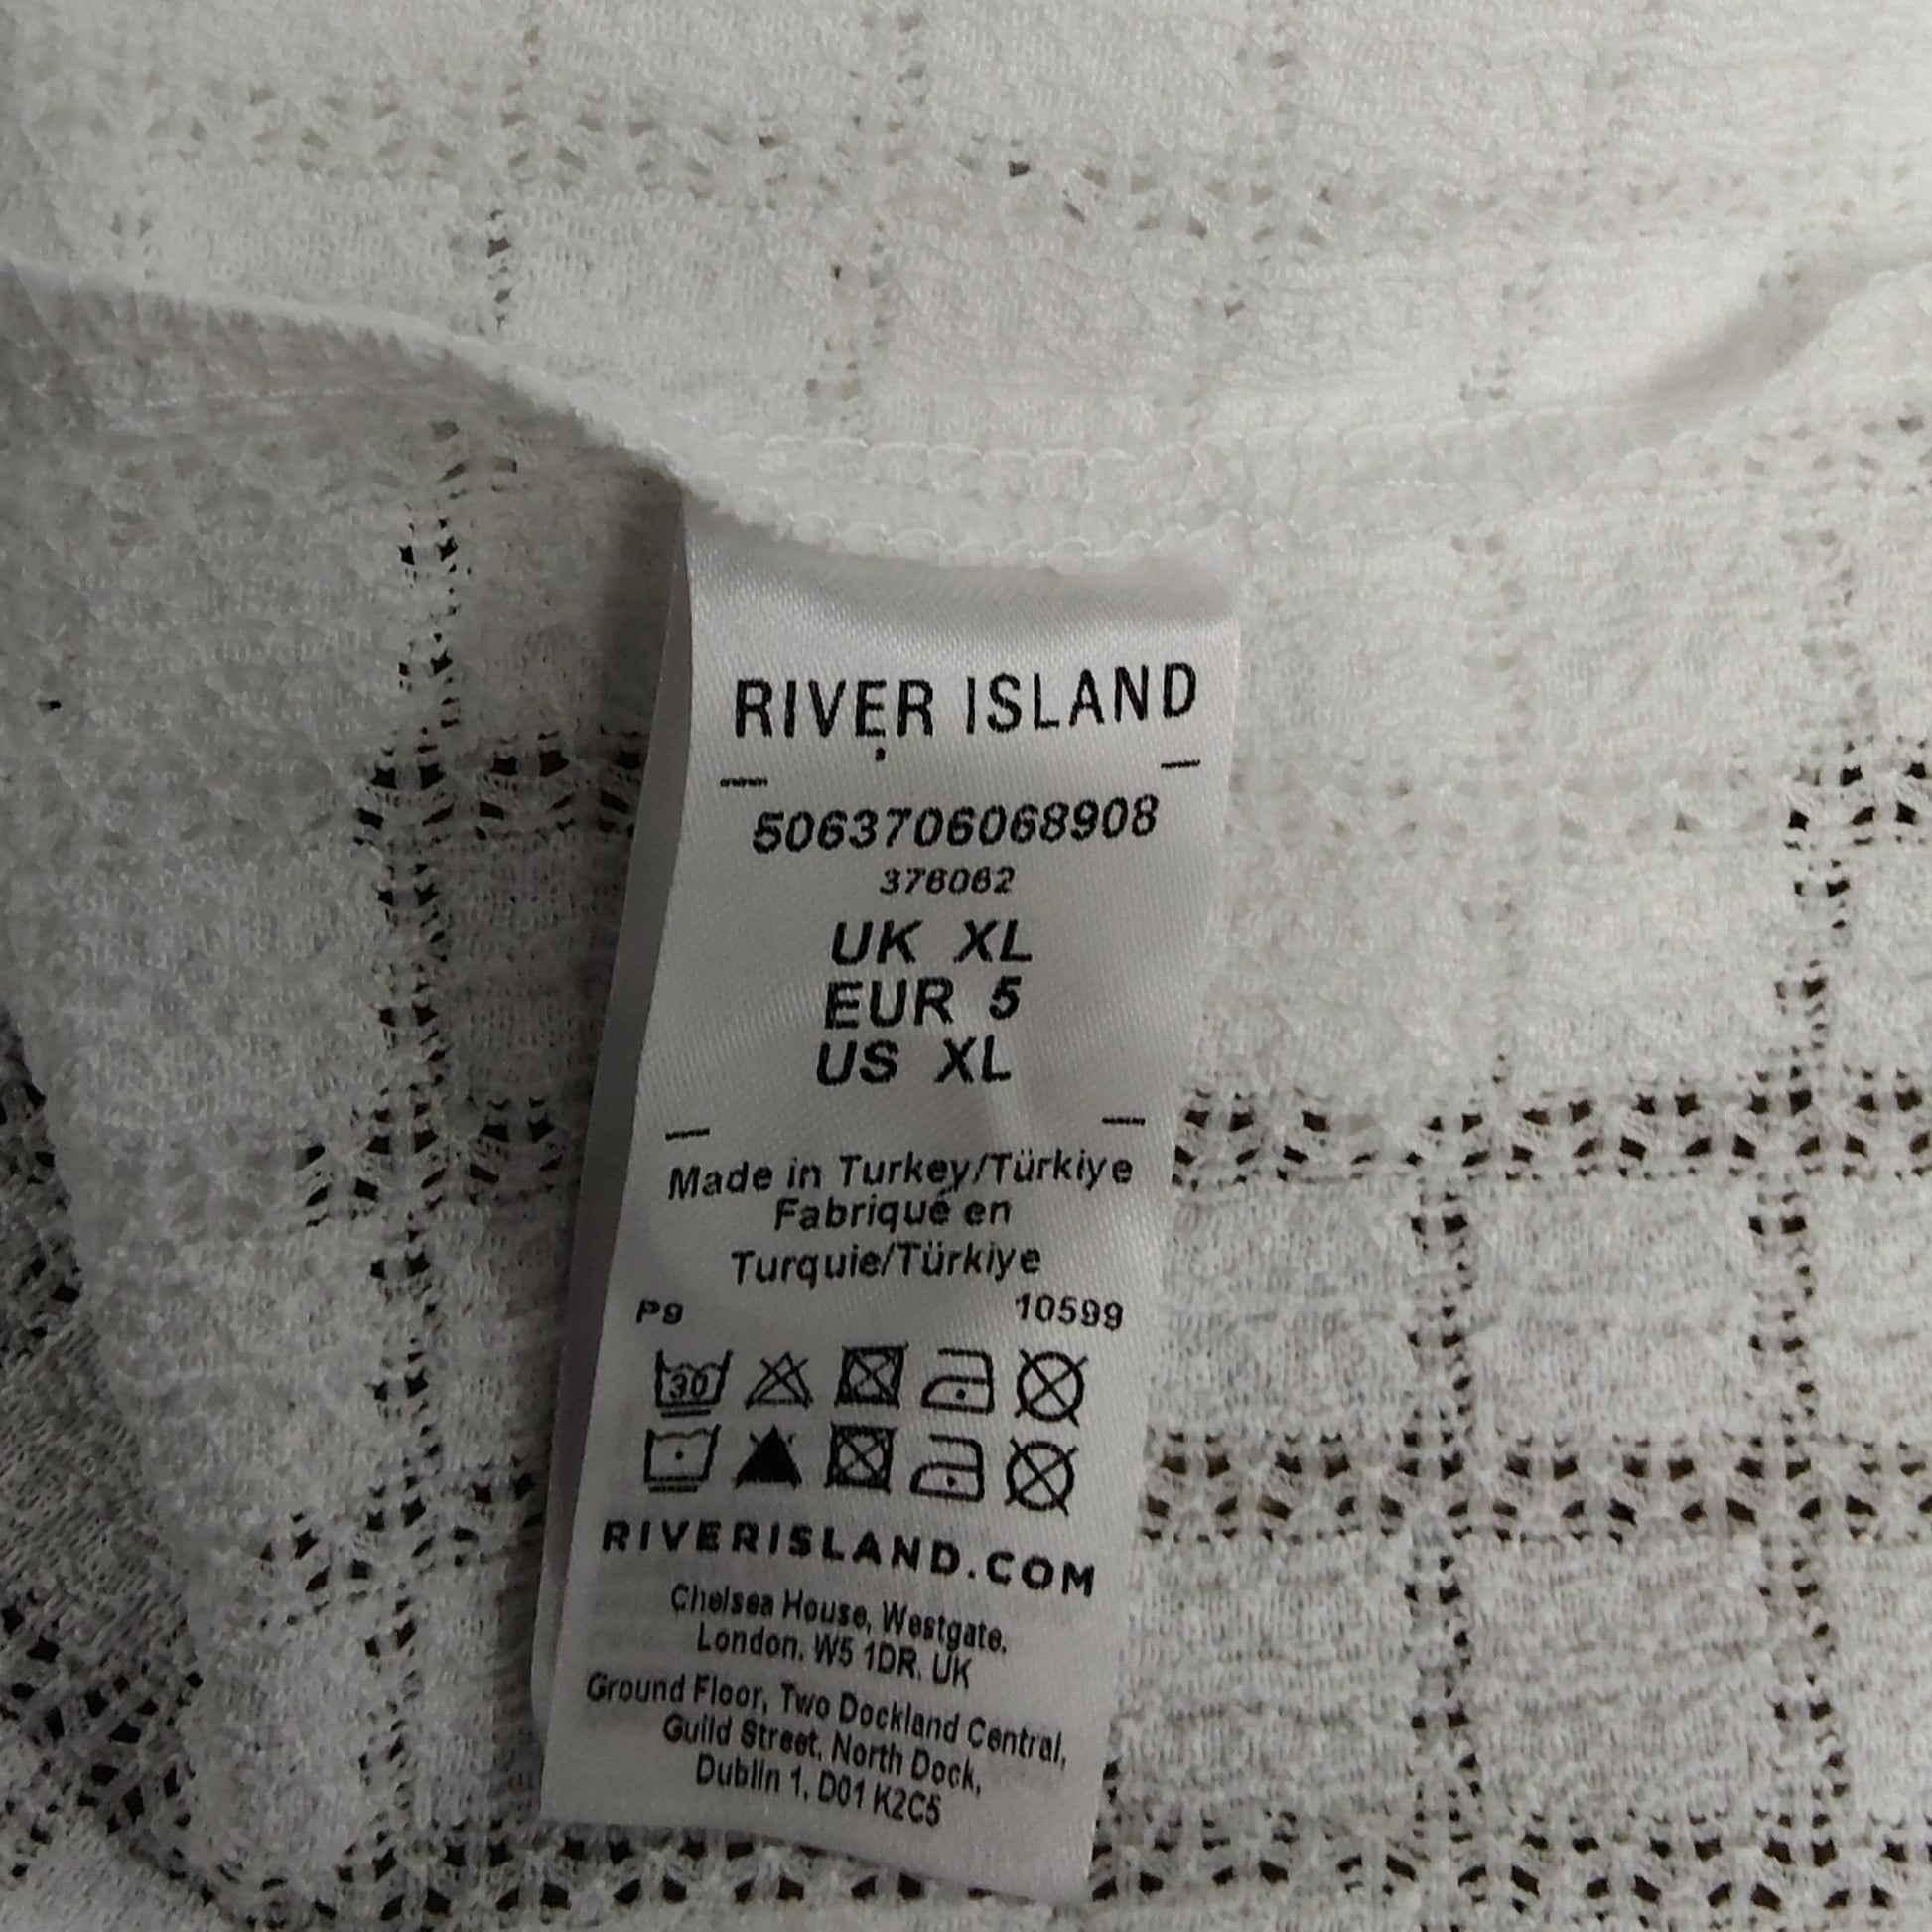 RIVER ISLAND
5063706068908
376062
UK XL
EUR 5
US XL
Made in Turkey/Türkiye
Fabriqué en
Turquie/Türkiye
P9 10599
30
RIVERISLAND.COM
Chelsea House, Westgate,
London, W5 1DR, UK
Ground Floor, Two Dockland Central,
Guild Street, North Dock,
Dublin 1, D01 K2C5